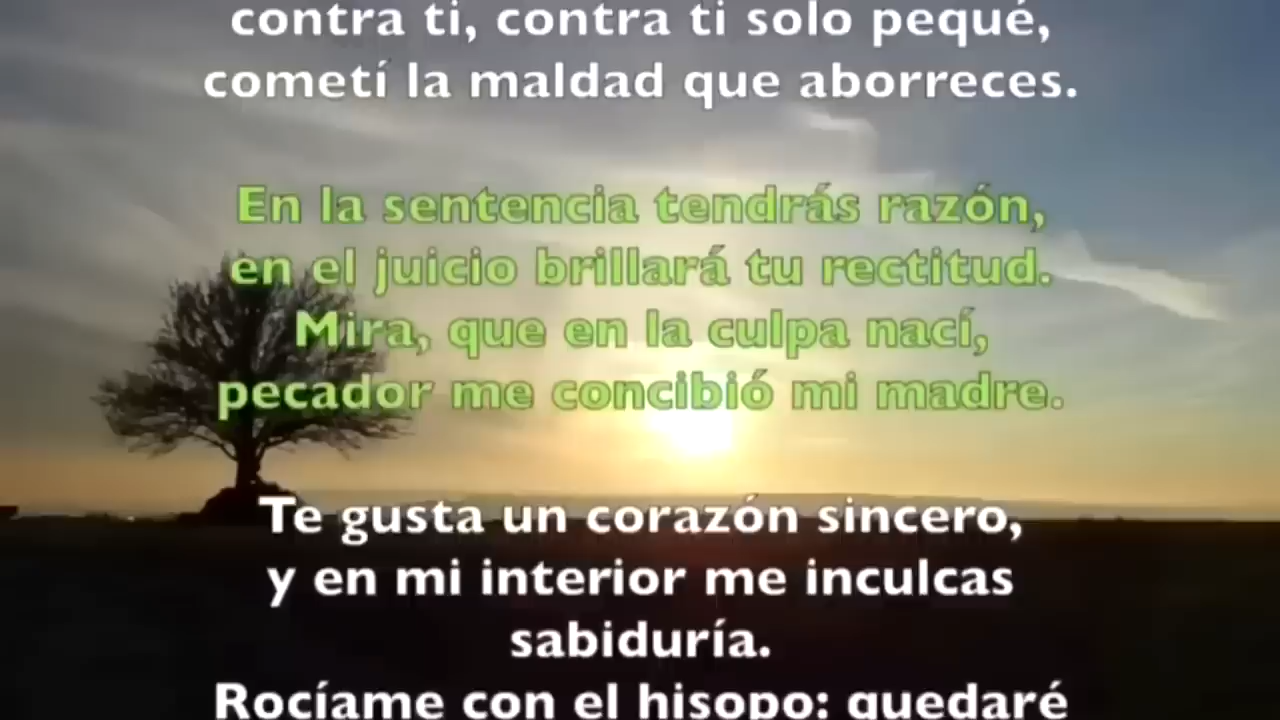 contra ti, contra ti solo pequé,
cometí la maldad que aborreces.
En la sentencia tendrás razón,
en el juicio brillará tu rectitud.
Mira, que en la culpa nací,
pecador me concibió mi madre.
Te gusta un corazón sincero,
y en mi interior me inculcas
sabiduría.
Rocíame con el hisopo: quedaré